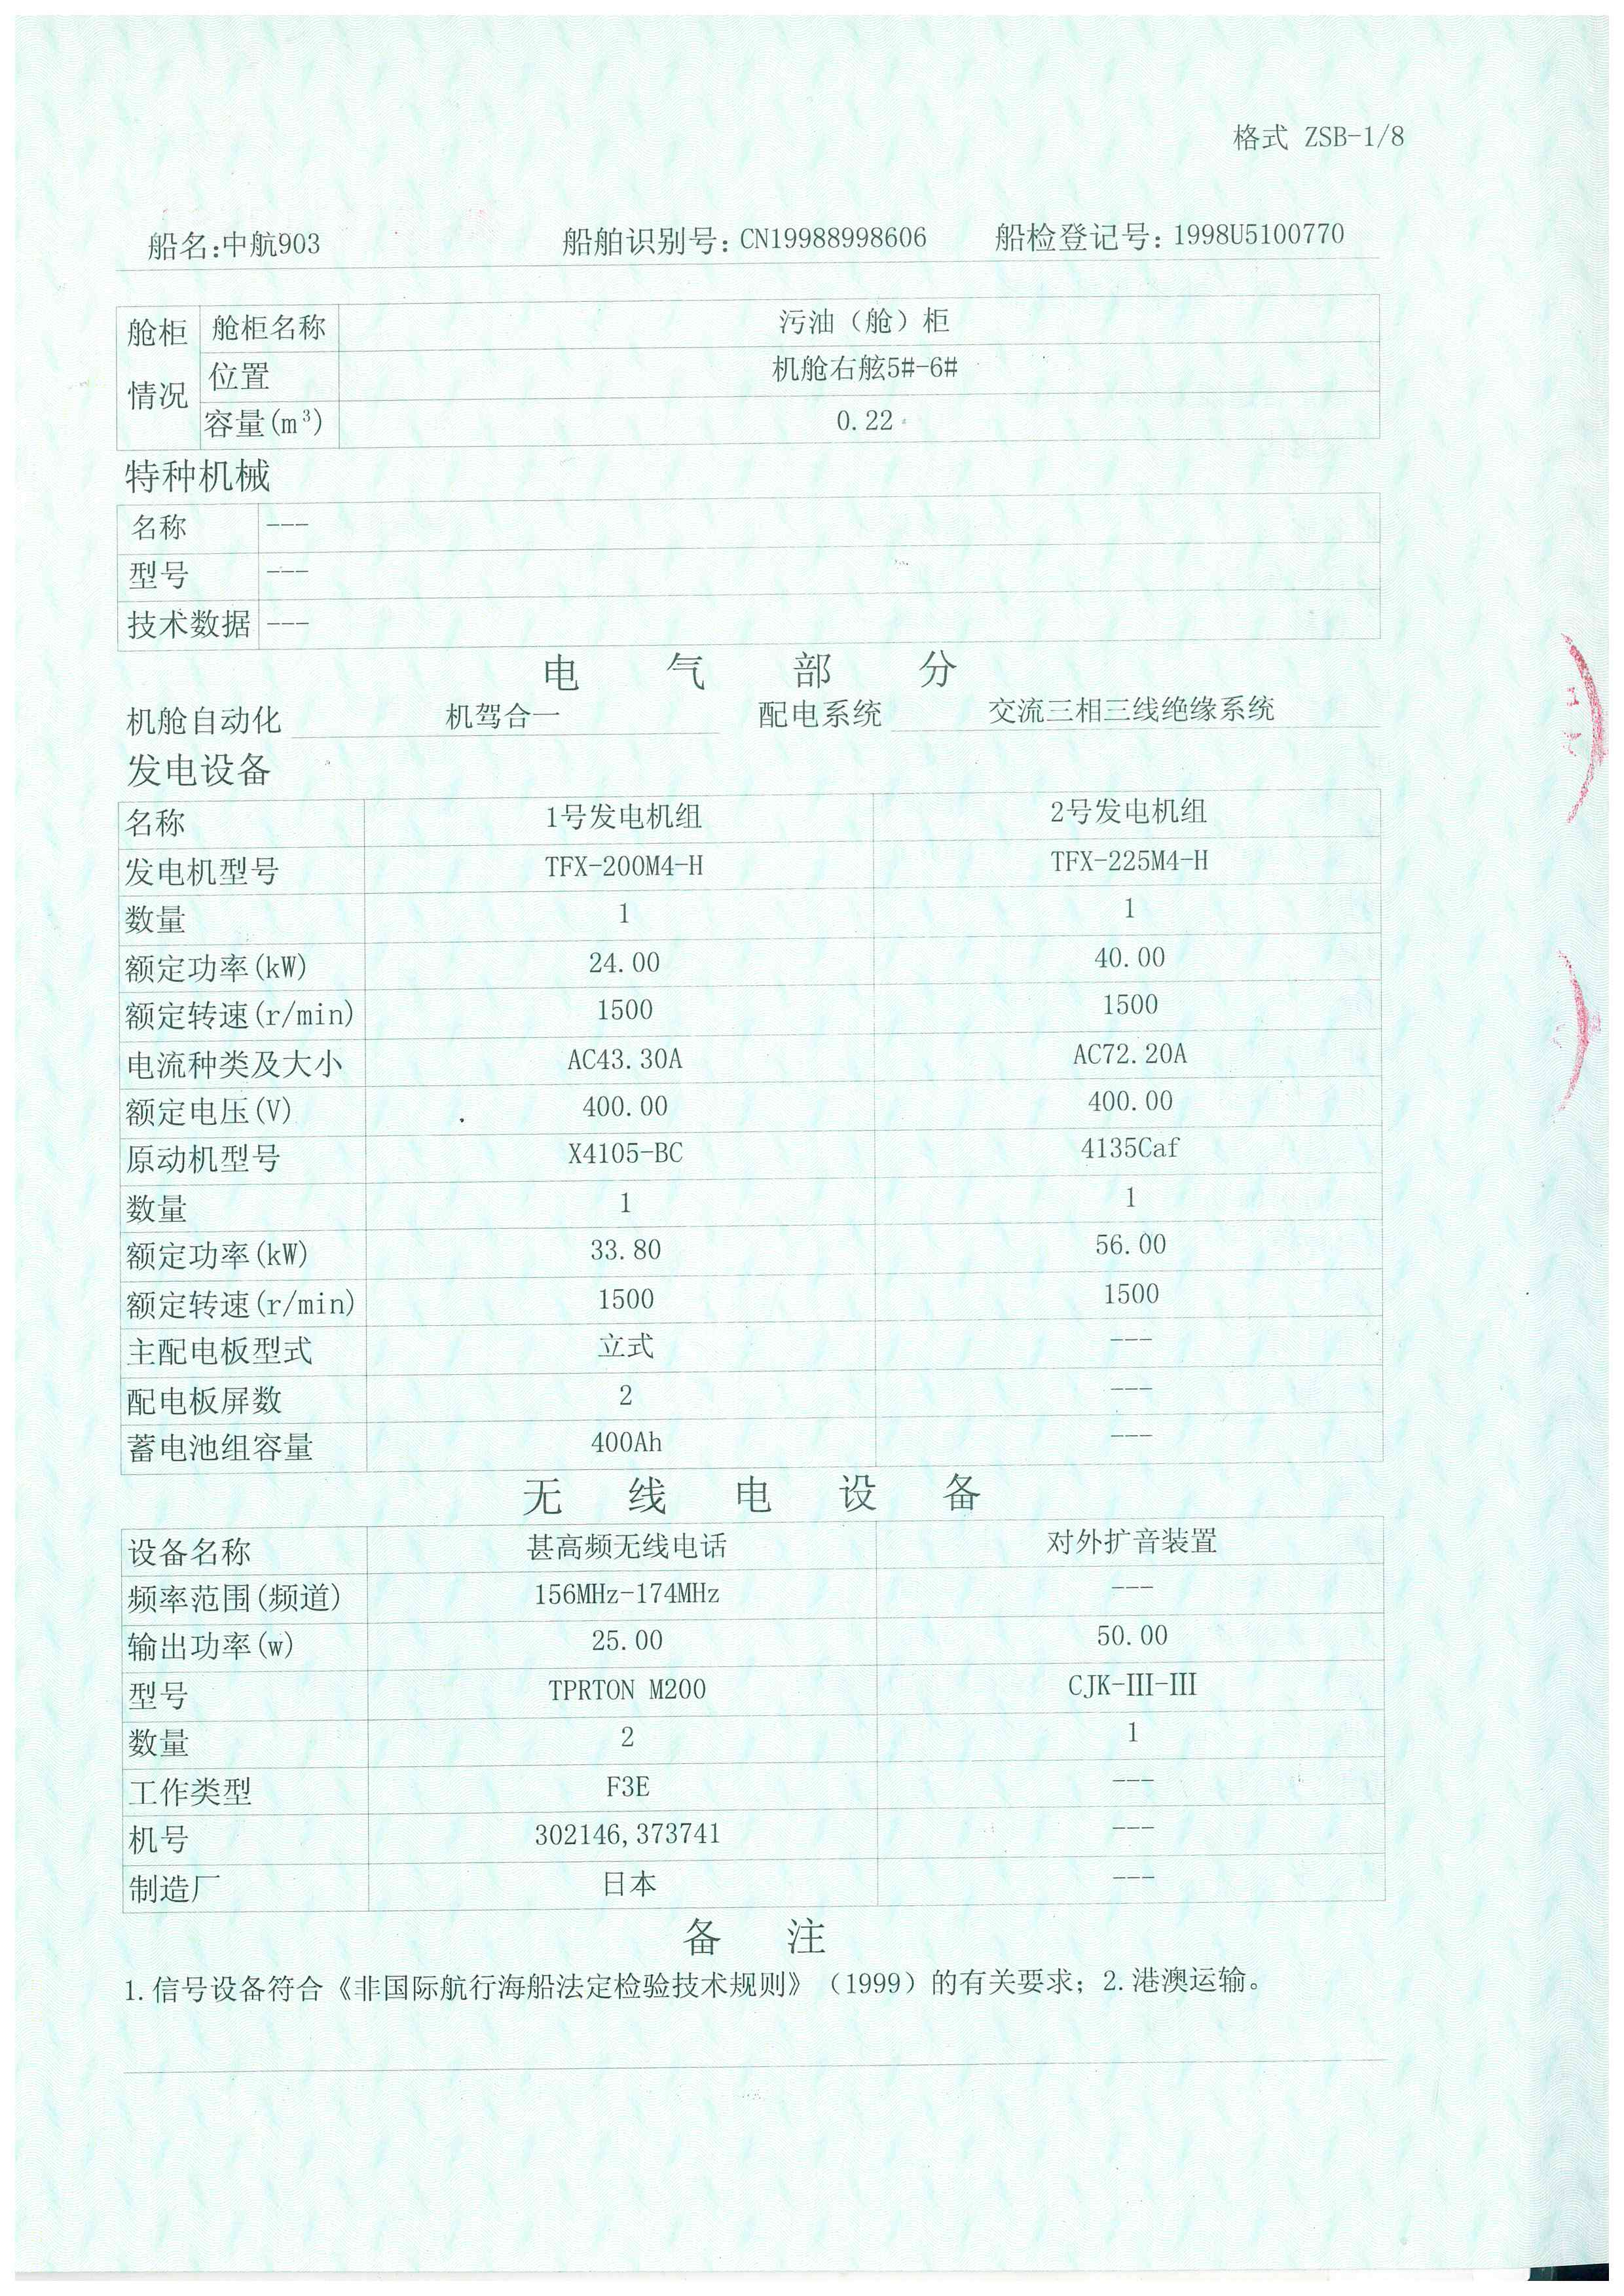 格式 ZSB-1/8
船名:中航903 船舶识别号: CN19988998606 船检登记号: 1998U5100770
舱柜情况 舱柜名称 污油（舱）柜
位置 机舱右舷5#-6#
容量(m³) 0.22
特种机械
名称 ---
型号 ---
技术数据 ---
电气部分
机舱自动化 机驾合一 配电系统 交流三相三线绝缘系统
发电设备
名称 1号发电机组 2号发电机组
发电机型号 TFX-200M4-H TFX-225M4-H
数量 1 1
额定功率(kW) 24.00 40.00
额定转速(r/min) 1500 1500
电流种类及大小 AC43.30A AC72.20A
额定电压(V) 400.00 400.00
原动机型号 X4105-BC 4135Caf
数量 1 1
额定功率(kW) 33.80 56.00
额定转速(r/min) 1500 1500
主配电板型式 立式 ---
配电板屏数 2 ---
蓄电池组容量 400Ah ---
无线电设备
设备名称 甚高频无线电话 对外扩音装置
频率范围(频道) 156MHz-174MHz ---
输出功率(w) 25.00 50.00
型号 TPRTON M200 CJK-III-III
数量 2 1
工作类型 F3E ---
机号 302146,373741 ---
制造厂 日本 ---
备注
1.信号设备符合《非国际航行海船法定检验技术规则》（1999）的有关要求；2.港澳运输。